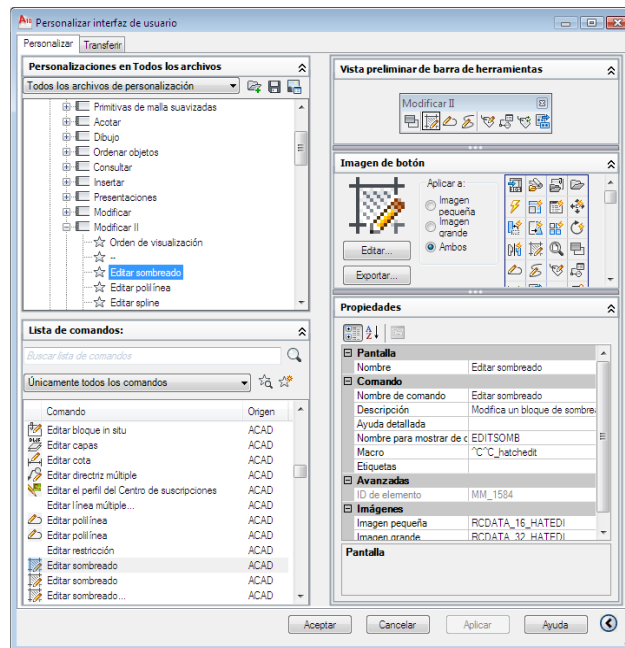 Personalizar interfaz de usuario
Personalizar Transferir
Personalizaciones en Todos los archivos
Todos los archivos de personalización
Primitivas de malla suavizadas
Acotar
Dibujo
Ordenar objetos
Consultar
Insertar
Presentaciones
Modificar
Modificar II
Orden de visualización
--
Editar sombreado
Editar polilínea
Editar spline
Lista de comandos:
Buscar lista de comandos
Únicamente todos los comandos
Comando Origen
Editar bloque in situ ACAD
Editar capas ACAD
Editar cota ACAD
Editar directriz múltiple ACAD
Editar el perfil del Centro de suscripciones ACAD
Editar línea múltiple... ACAD
Editar polilínea ACAD
Editar polilínea ACAD
Editar restricción ACAD
Editar sombreado ACAD
Editar sombreado ACAD
Editar sombreado... ACAD
Vista preliminar de barra de herramientas
Modificar II
Imagen de botón
Aplicar a:
Imagen pequeña
Imagen grande
Ambos
Editar...
Exportar...
Propiedades
Pantalla
Nombre Editar sombreado
Comando
Nombre de comando Editar sombreado
Descripción Modifica un bloque de sombre
Ayuda detallada
Nombre para mostrar de c EDITSOMB
Macro ^C^C_hatchedit
Etiquetas
Avanzadas
ID de elemento MM_1584
Imágenes
Imagen pequeña RCDATA_16_HATEDI
Imagen grande RCDATA_32_HATEDI
Pantalla
Aceptar Cancelar Aplicar Ayuda